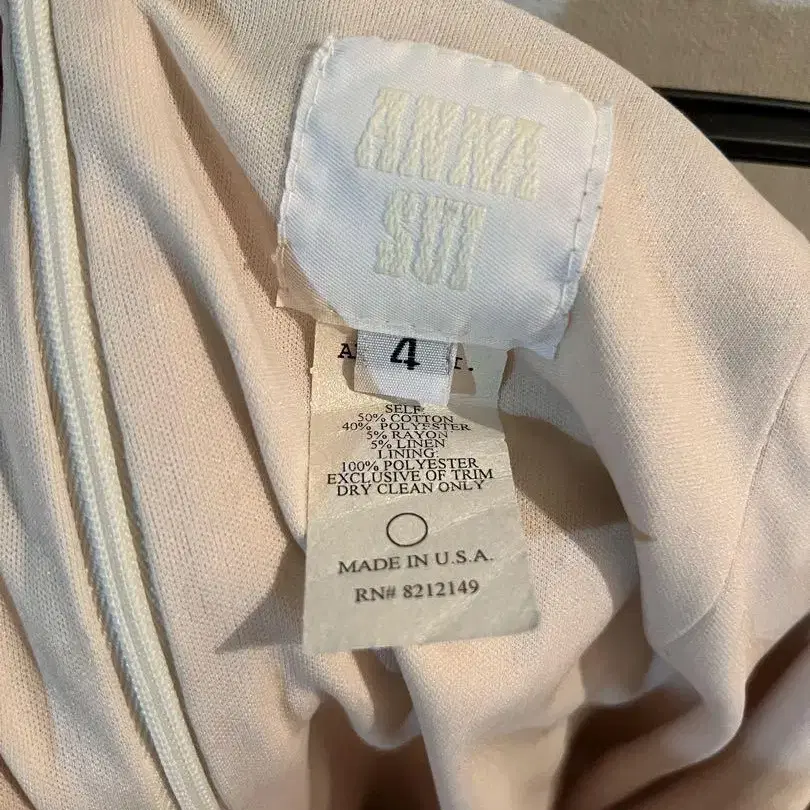 ANNA
SUI
4
SELF:
50% COTTON
40% POLYESTER
5% RAYON
5% LINEN
LINING:
100% POLYESTER
EXCLUSIVE OF TRIM
DRY CLEAN ONLY
MADE IN U.S.A.
RN# 8212149